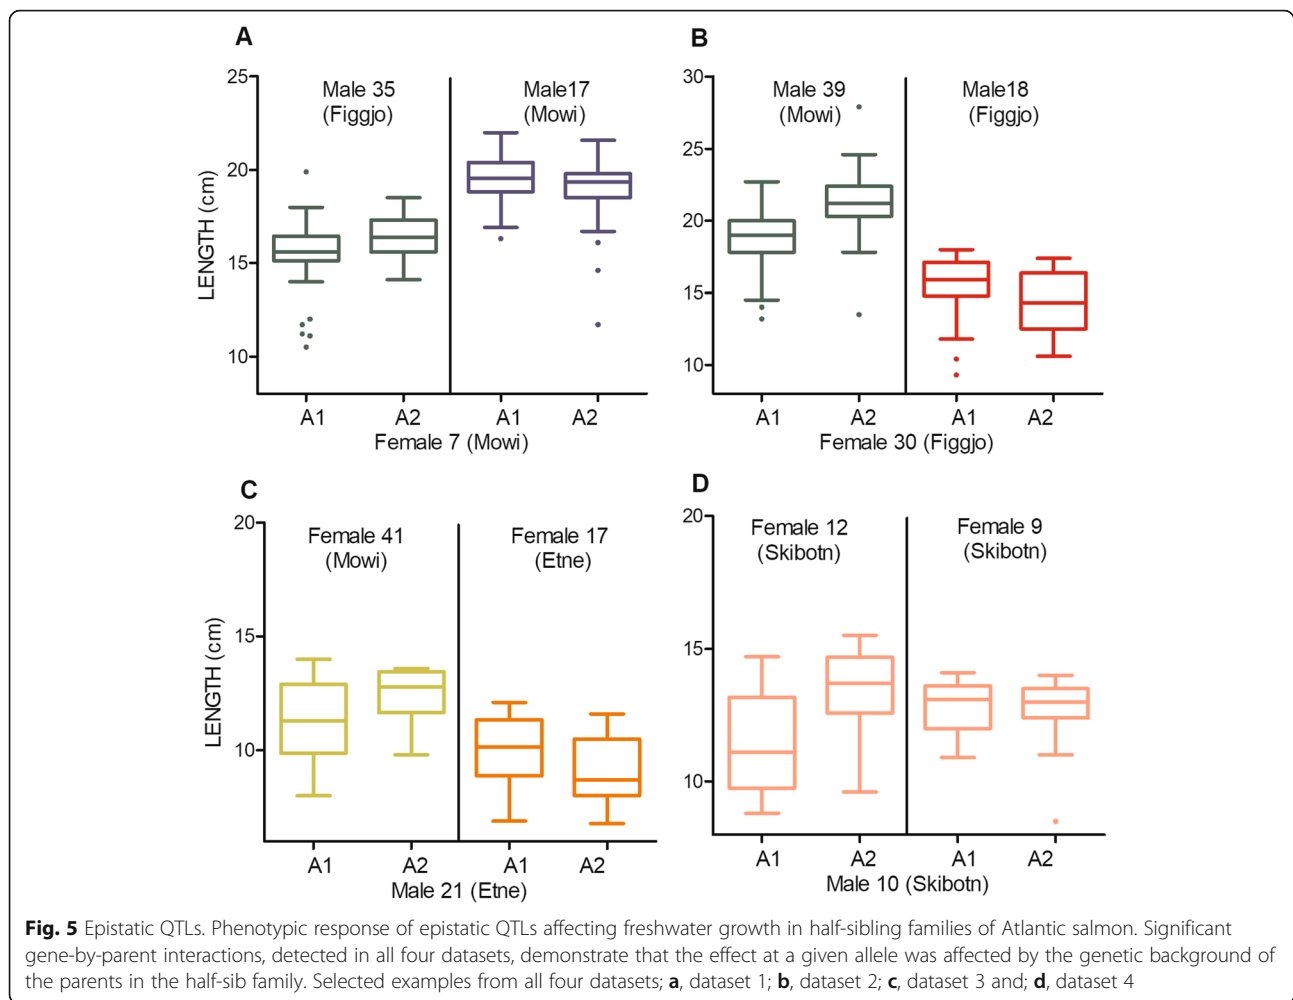 A
B
25
20
15
10
LENGTH (cm)
Male 35
(Figgjo)
Male17
(Mowi)
A1
A2
A1
A2
Female 7 (Mowi)
30
25
20
15
10
Male 39
(Mowi)
Male18
(Figgjo)
A1
A2
A1
A2
Female 30 (Figgjo)
C
D
20
15
10
LENGTH (cm)
Female 41
(Mowi)
Female 17
(Etne)
A1
A2
A1
A2
Male 21 (Etne)
20
15
10
Female 12
(Skibotn)
Female 9
(Skibotn)
A1
A2
A1
A2
Male 10 (Skibotn)
Fig. 5 Epistatic QTLs. Phenotypic response of epistatic QTLs affecting freshwater growth in half-sibling families of Atlantic salmon. Significant
gene-by-parent interactions, detected in all four datasets, demonstrate that the effect at a given allele was affected by the genetic background of
the parents in the half-sib family. Selected examples from all four datasets; a, dataset 1; b, dataset 2; c, dataset 3 and; d, dataset 4